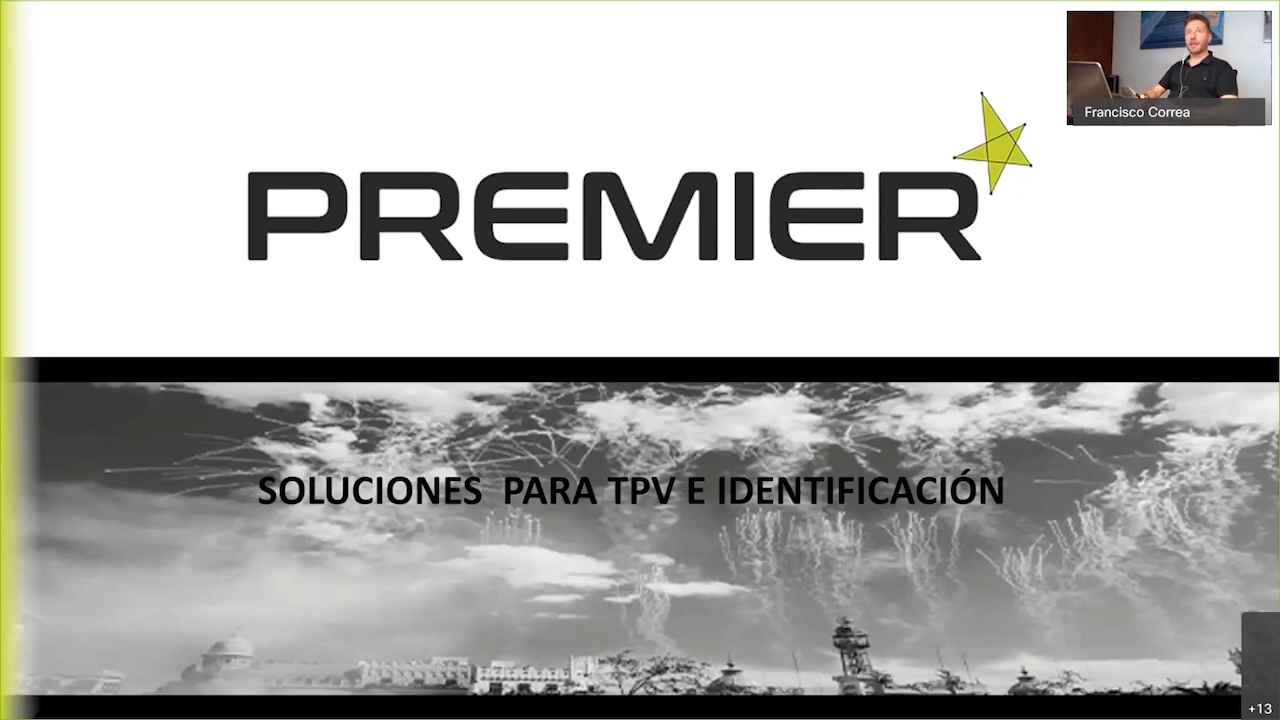 Francisco Correa
PREMIER
SOLUCIONES PARA TPV E IDENTIFICACIÓN
+13